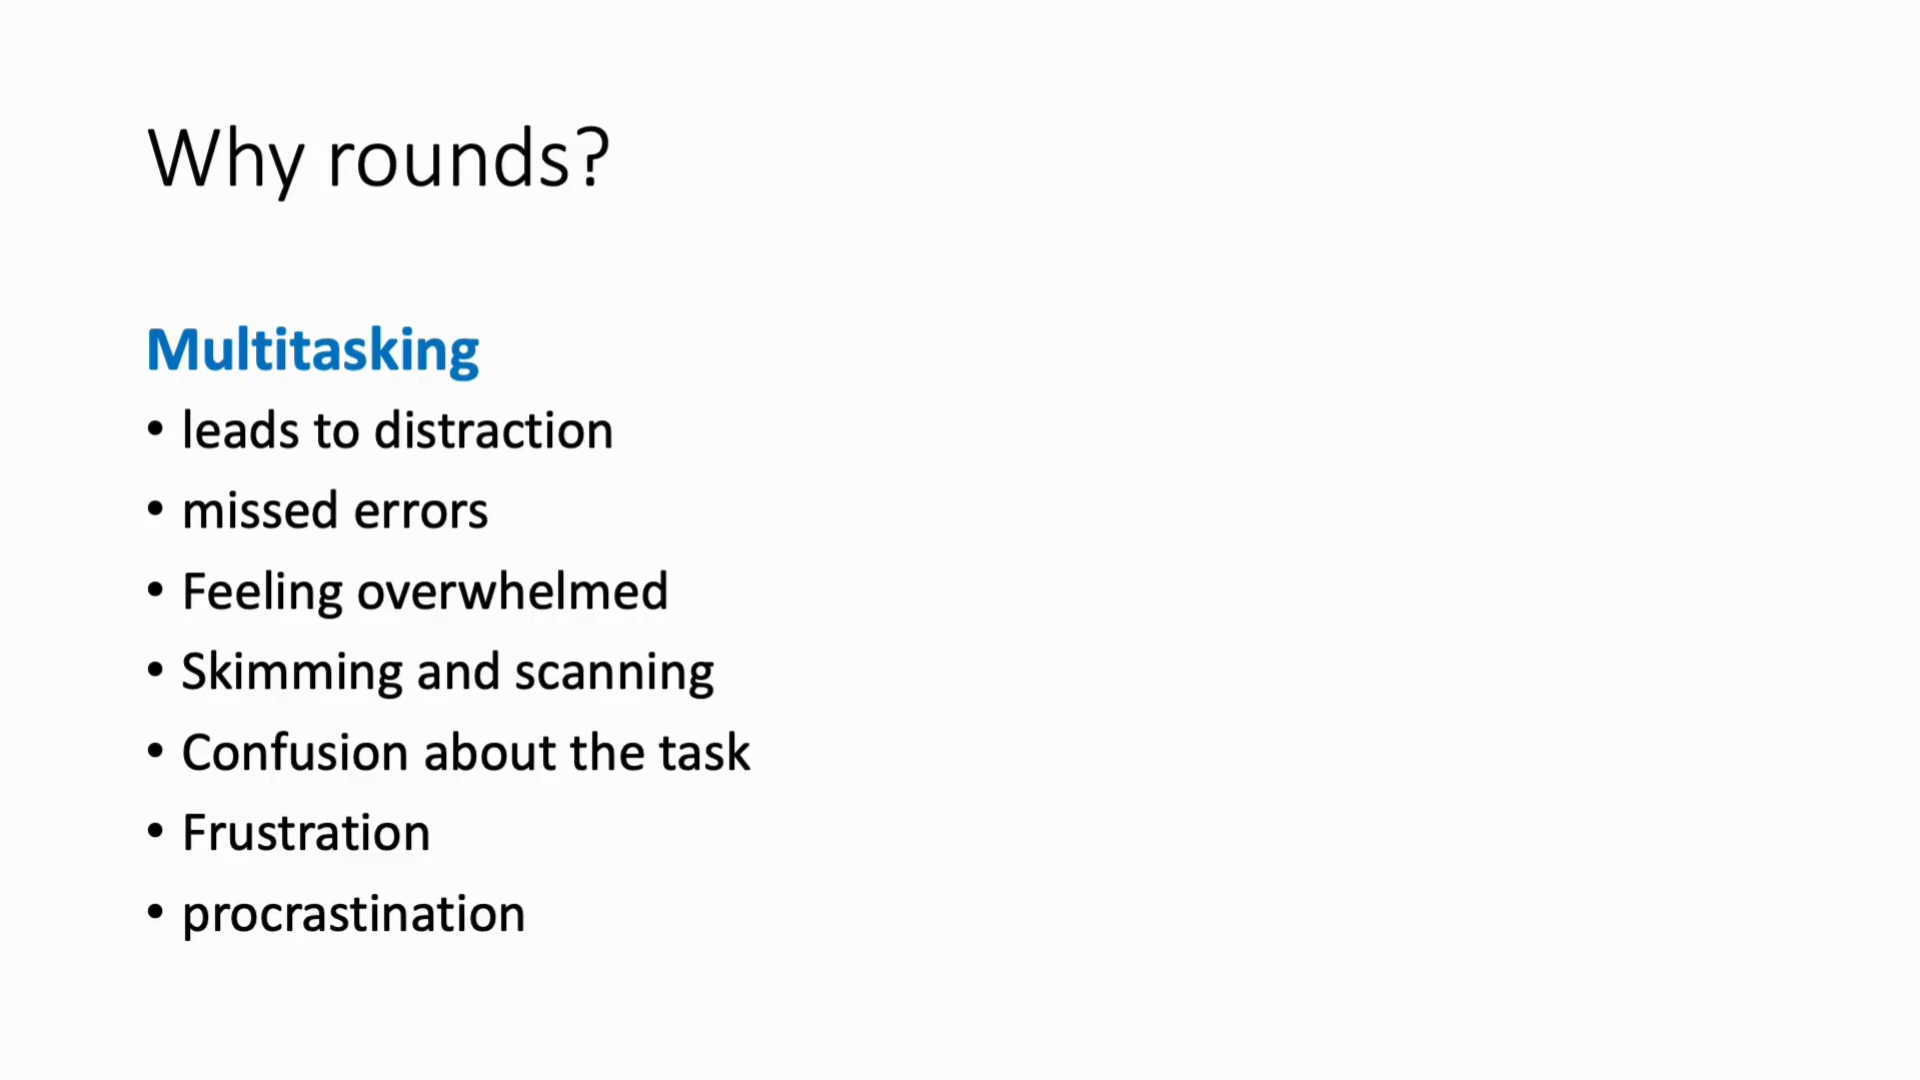 Why rounds?
Multitasking
• leads to distraction
• missed errors
• Feeling overwhelmed
• Skimming and scanning
• Confusion about the task
• Frustration
• procrastination